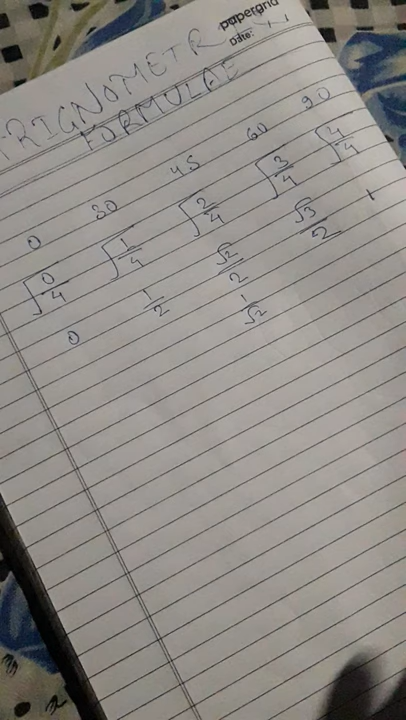 papergrid
Date: / /
TRIGNOMETRY
FORMULAE
0 30 45 60 90
√0/4 √1/4 √2/4 √3/4 √4/4
0 1/2 √2/2 √3/2 1
1/√2